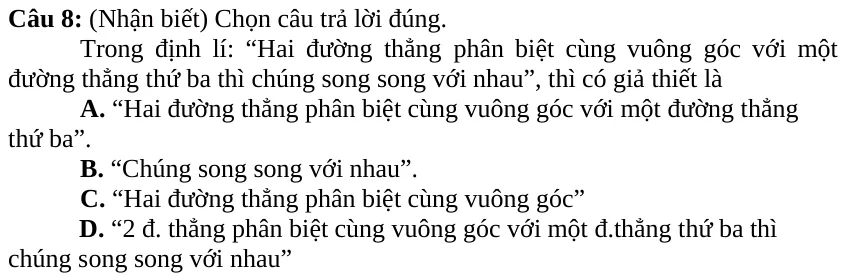 Câu 8: (Nhận biết) Chọn câu trả lời đúng.
Trong định lí: “Hai đường thẳng phân biệt cùng vuông góc với một
đường thẳng thứ ba thì chúng song song với nhau”, thì có giả thiết là
A. “Hai đường thẳng phân biệt cùng vuông góc với một đường thẳng
thứ ba”.
B. “Chúng song song với nhau”.
C. “Hai đường thẳng phân biệt cùng vuông góc”
D. “2 đ. thẳng phân biệt cùng vuông góc với một đ.thẳng thứ ba thì
chúng song song với nhau”